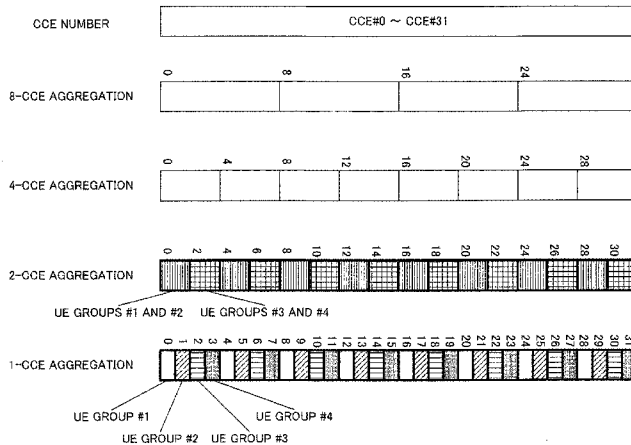 CCE NUMBER
CCE#0 ~ CCE#31
0 8 16 24
8-CCE AGGREGATION
0 4 8 12 16 20 24 28
4-CCE AGGREGATION
0 2 4 6 8 10 12 14 16 18 20 22 24 26 28 30
2-CCE AGGREGATION
UE GROUPS #1 AND #2 UE GROUPS #3 AND #4
0 1 2 3 4 5 6 7 8 9 10 11 12 13 14 15 16 17 18 19 20 21 22 23 24 25 26 27 28 29 30 31
1-CCE AGGREGATION
UE GROUP #1 UE GROUP #4
UE GROUP #2 UE GROUP #3